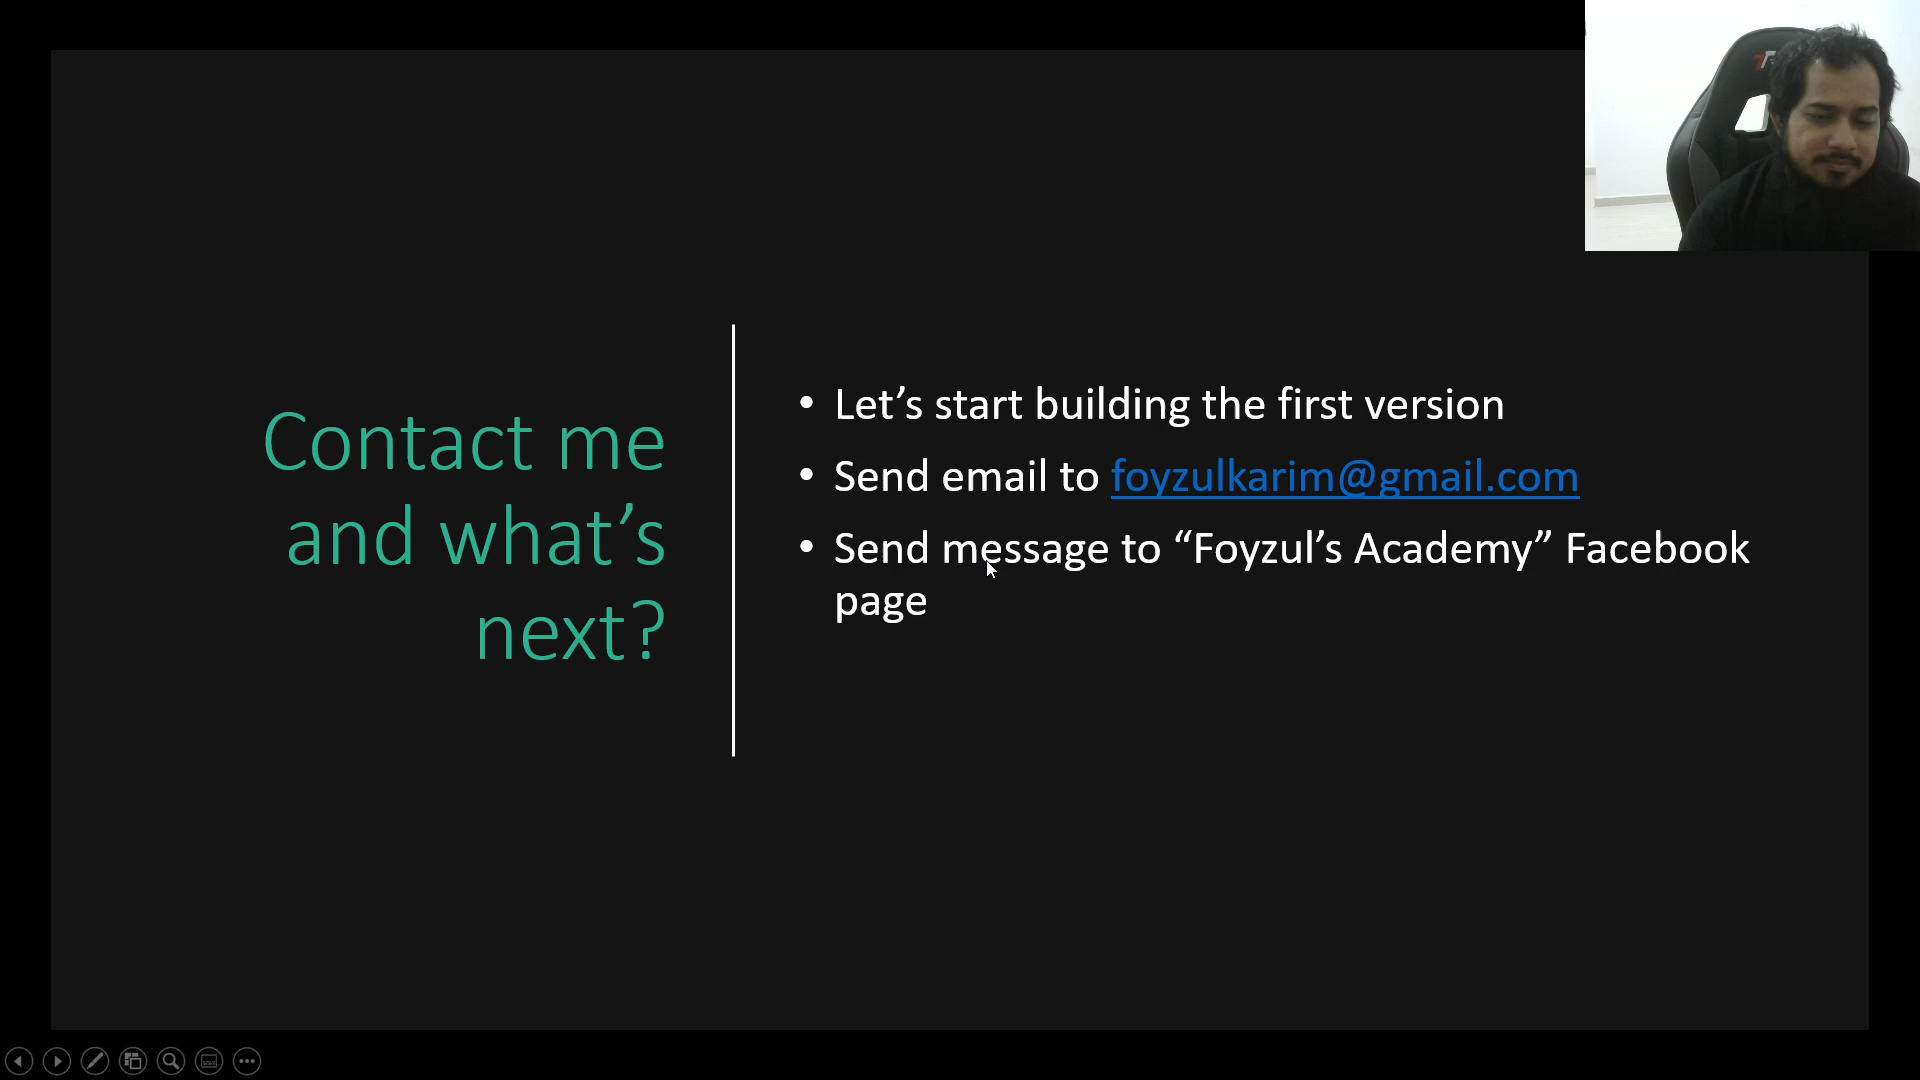 Contact me
and what’s
next?
• Let’s start building the first version
• Send email to foyzulkarim@gmail.com
• Send message to “Foyzul’s Academy” Facebook
page